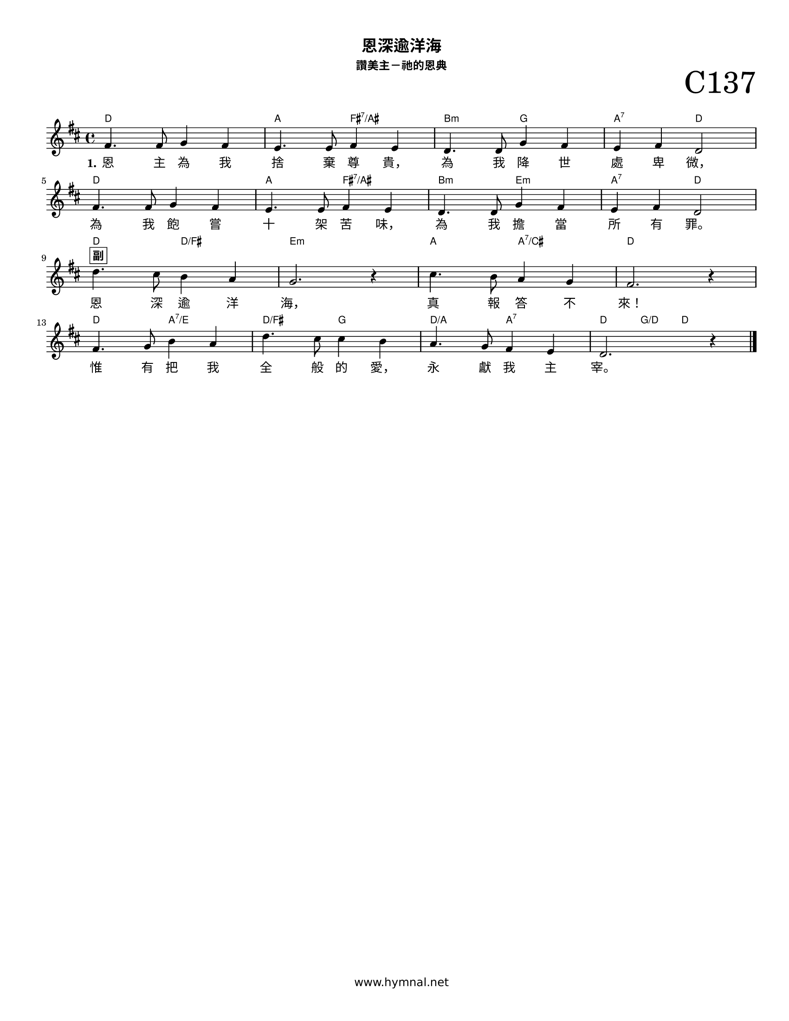 恩深逾洋海
讚美主－祂的恩典
C137
D A F♯7/A♯ Bm G A7 D
1. 恩 主 為 我 捨 棄 尊 貴， 為 我 降 世 處 卑 微，
5 D A F♯7/A♯ Bm Em A7 D
為 我 飽 嘗 十 架 苦 味， 為 我 擔 當 所 有 罪。
D D/F♯ Em A A7/C♯ D
9 副
恩 深 逾 洋 海， 真 報 答 不 來！
13 D A7/E D/F♯ G D/A A7 D G/D D
惟 有 把 我 全 般 的 愛， 永 獻 我 主 宰。
www.hymnal.net